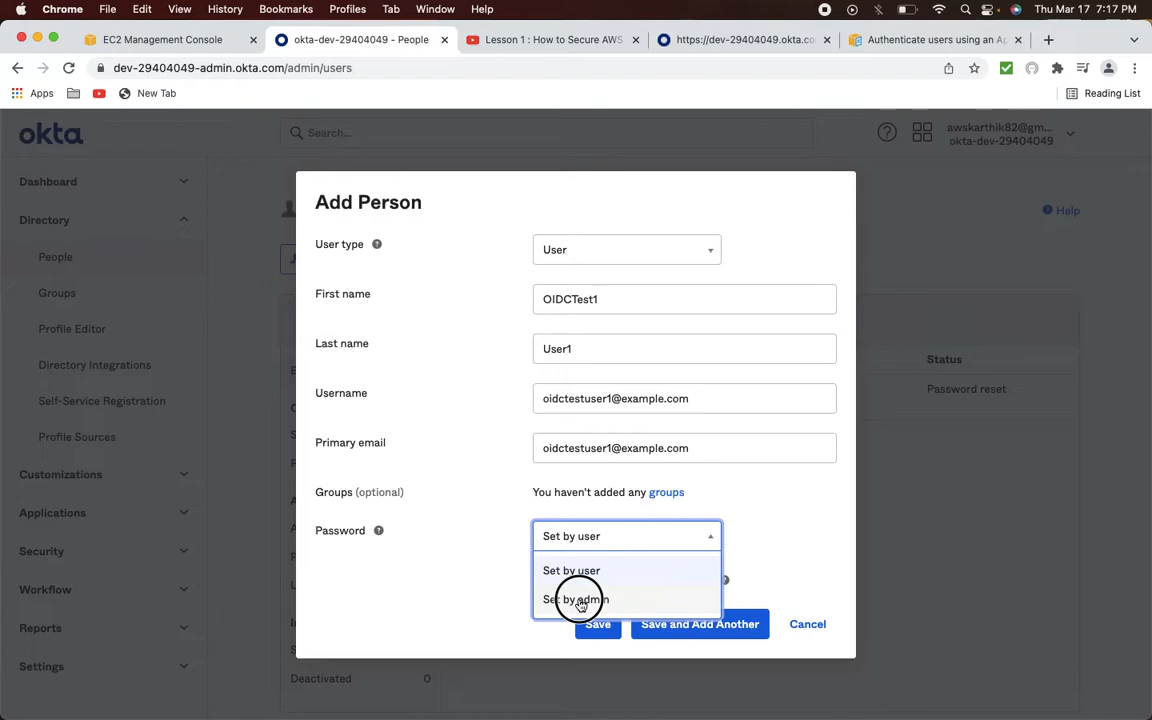 Chrome File Edit View History Bookmarks Profiles Tab Window Help Thu Mar 17 7:17 PM
EC2 Management Console okta-dev-29404049 - People Lesson 1 : How to Secure AWS https://dev-29404049.okta.co Authenticate users using an Ap
dev-29404049-admin.okta.com/admin/users
Apps New Tab Reading List
okta Search... awskarthik82@gm...
okta-dev-29404049
Dashboard
Directory
People
Groups
Profile Editor
Directory Integrations
Self-Service Registration
Profile Sources
Customizations
Applications
Security
Workflow
Reports
Settings
Help
Status
Password reset
Deactivated 0
Add Person
User type User
First name OIDCTest1
Last name User1
Username oidctestuser1@example.com
Primary email oidctestuser1@example.com
Groups (optional) You haven't added any groups
Password Set by user
Set by user
Set by admin
Save Save and Add Another Cancel